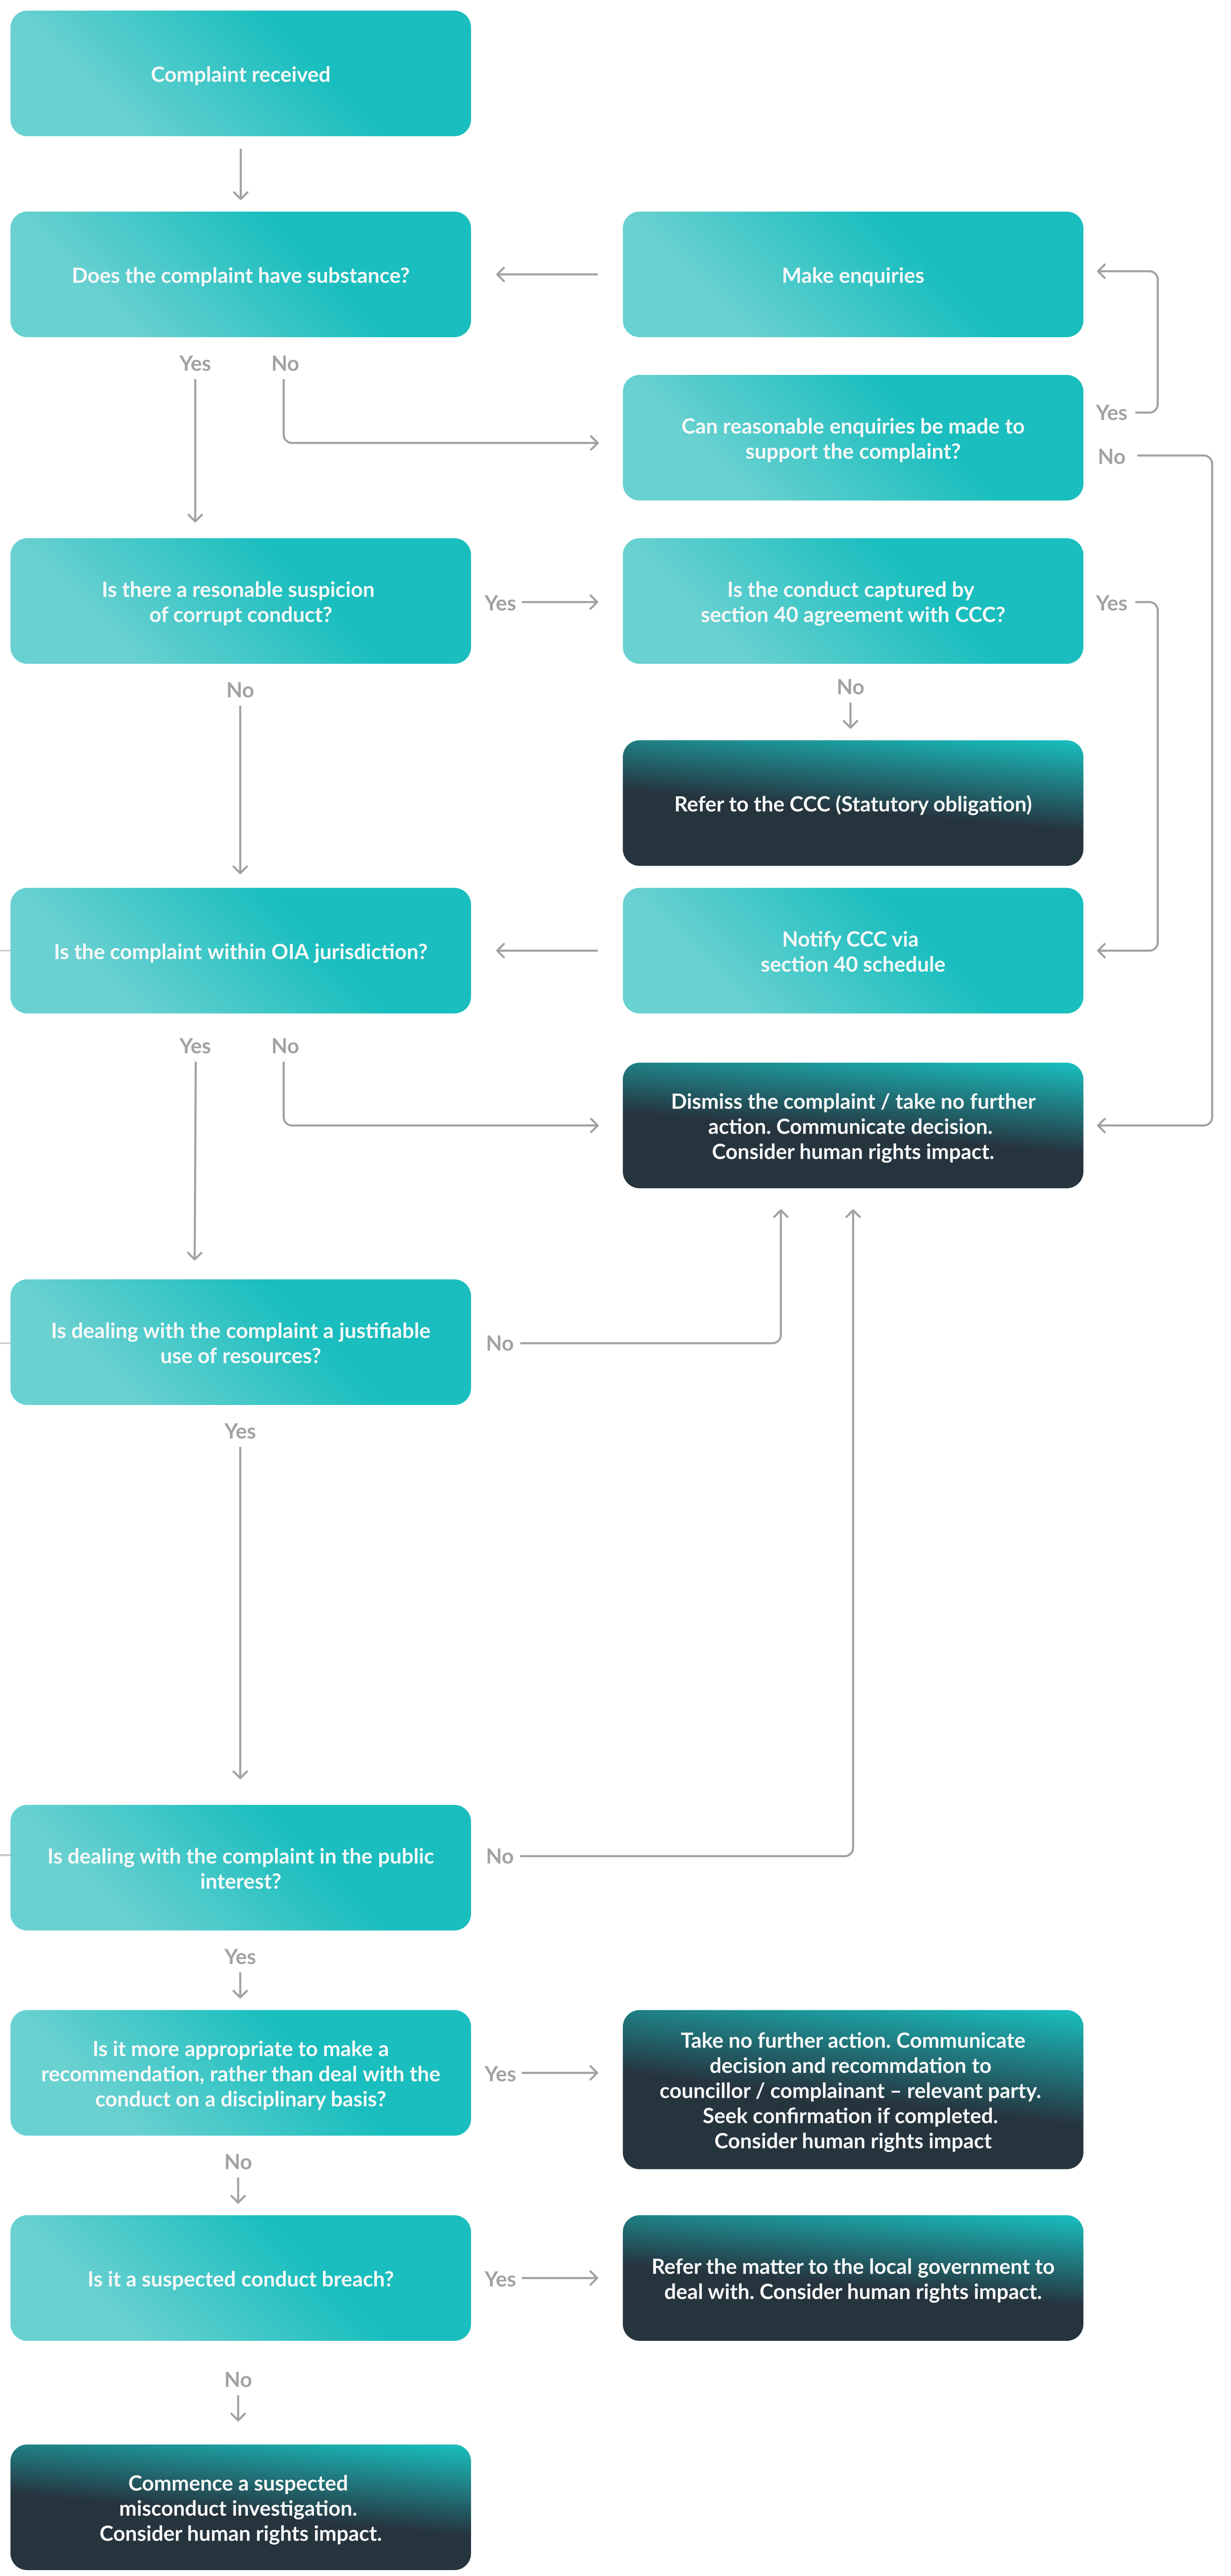 Complaint received
Does the complaint have substance?
Make enquiries
Yes
No
Can reasonable enquiries be made to
support the complaint?
Yes
No
Is there a resonable suspicion
of corrupt conduct?
Yes
Is the conduct captured by
section 40 agreement with CCC?
Yes
No
No
Refer to the CCC (Statutory obligation)
Is the complaint within OIA jurisdiction?
Notify CCC via
section 40 schedule
Yes
No
Dismiss the complaint / take no further
action. Communicate decision.
Consider human rights impact.
Is dealing with the complaint a justifiable
use of resources?
No
Yes
Is dealing with the complaint in the public
interest?
No
Yes
Is it more appropriate to make a
recommendation, rather than deal with the
conduct on a disciplinary basis?
Yes
Take no further action. Communicate
decision and recommdation to
councillor / complainant – relevant party.
Seek confirmation if completed.
Consider human rights impact
No
Is it a suspected conduct breach?
Yes
Refer the matter to the local government to
deal with. Consider human rights impact.
No
Commence a suspected
misconduct investigation.
Consider human rights impact.